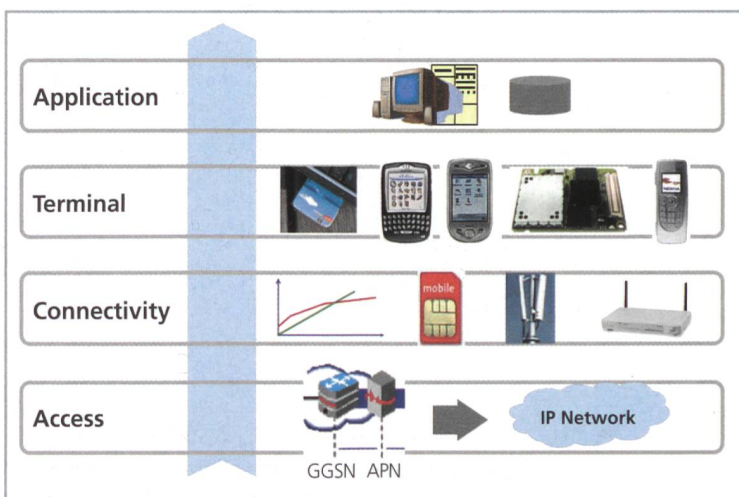 Application
Terminal
Connectivity
mobile
Access
IP Network
GGSN APN